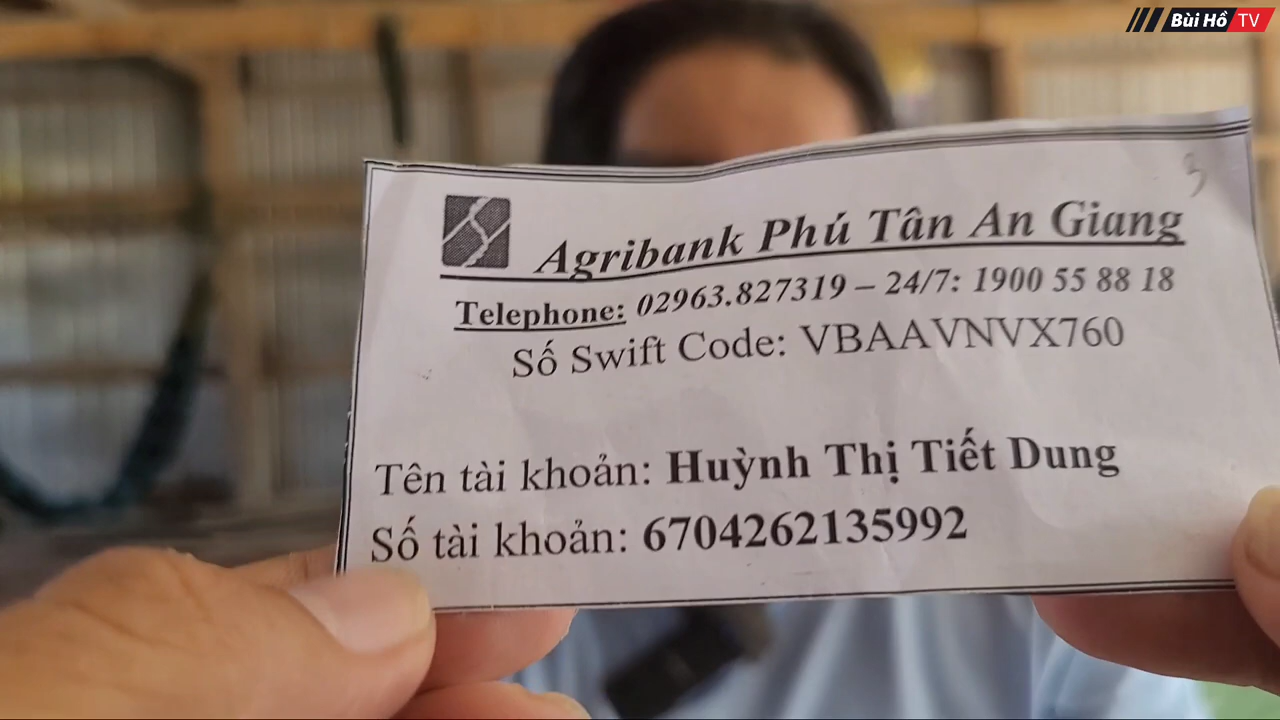 Bùi Hồ TV
3
Agribank Phú Tân An Giang
Telephone: 02963.827319 – 24/7: 1900 55 88 18
Số Swift Code: VBAAVNVX760
Tên tài khoản: Huỳnh Thị Tiết Dung
Số tài khoản: 6704262135992